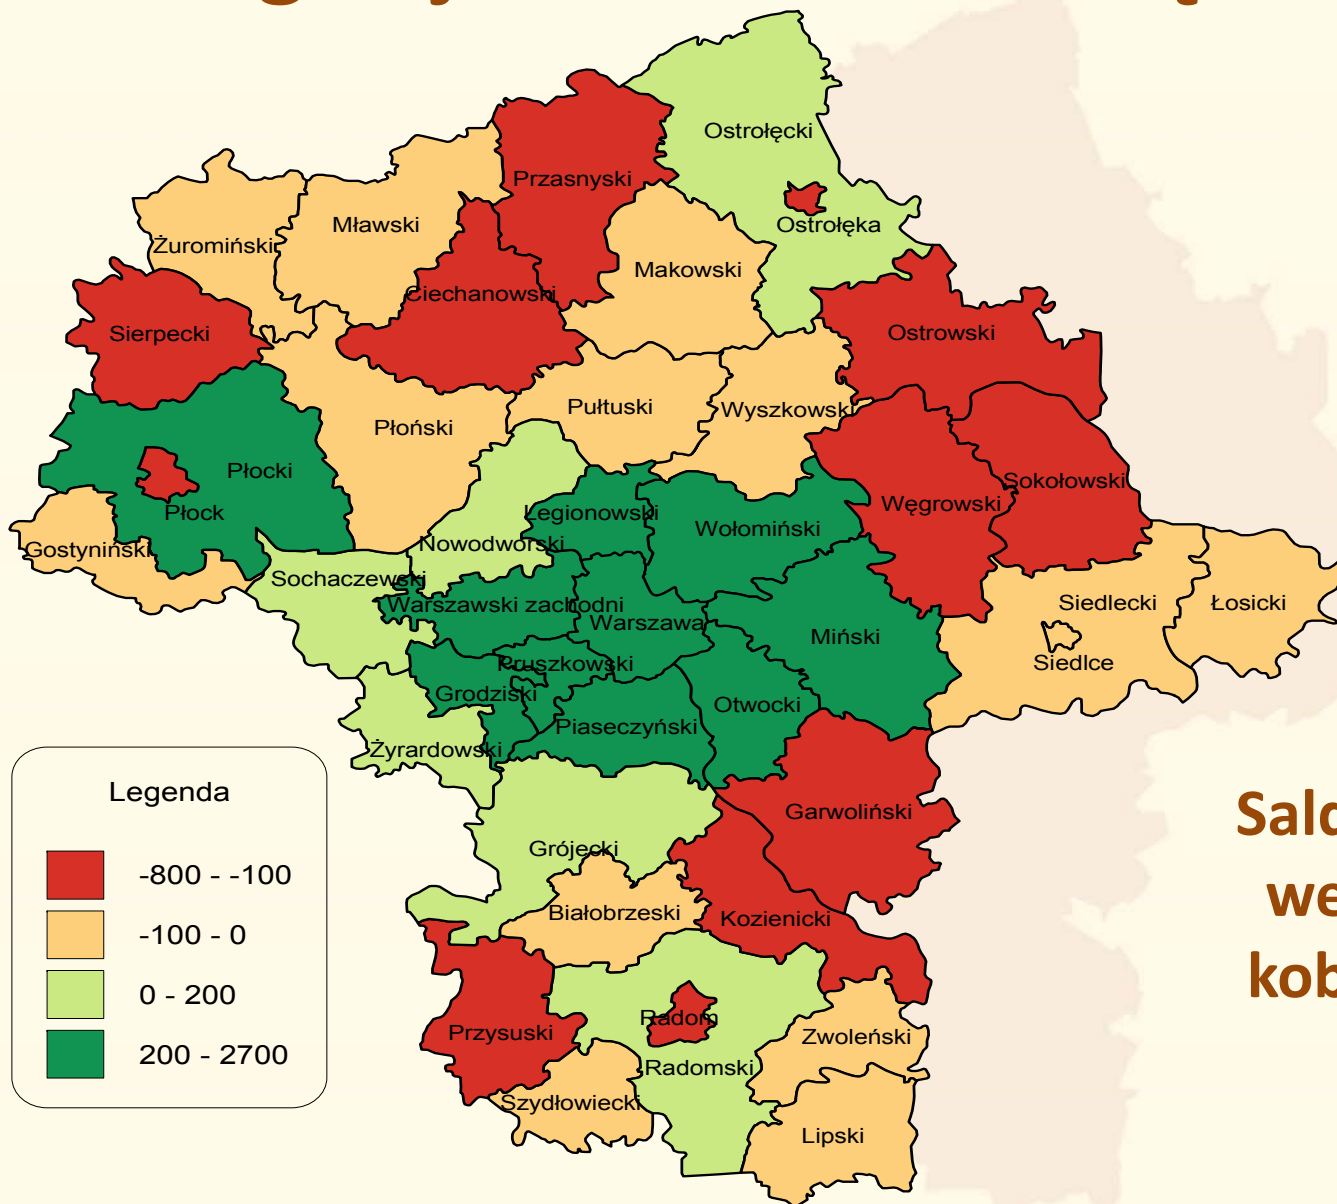 Ostrołęcki
Przasnyski
Ostrołęka
Mławski
Żuromiński
Makowski
Ciechanowski
Sierpecki
Ostrowski
Pułtuski
Wyszkowski
Płoński
Płocki
Sokołowski
Węgrowski
Płock
Legionowski
Wołomiński
Nowodworski
Gostyniński
Sochaczewski
Warszawski zachodni
Siedlecki
Łosicki
Warszawa
Miński
Pruszkowski
Siedlce
Grodziski
Otwocki
Piaseczyński
Żyrardowski
Legenda
-800 - -100
-100 - 0
0 - 200
200 - 2700
Garwoliński
Grójecki
Białobrzeski
Kozienicki
Radom
Przysuski
Zwoleński
Radomski
Szydłowiecki
Lipski
Sald
we
kob